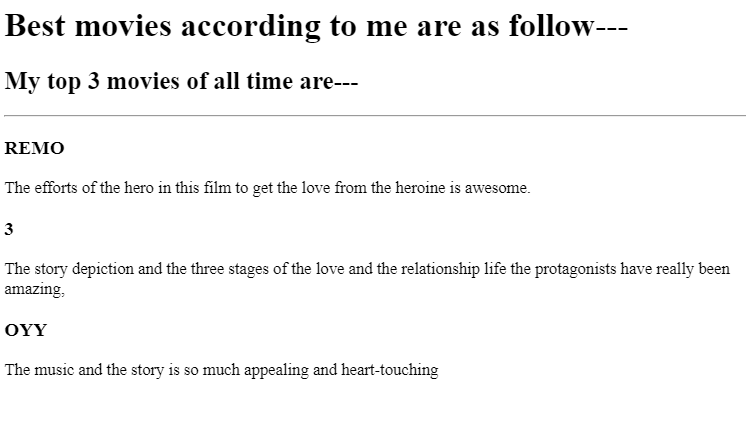 Best movies according to me are as follow---
My top 3 movies of all time are---
REMO
The efforts of the hero in this film to get the love from the heroine is awesome.
3
The story depiction and the three stages of the love and the relationship life the protagonists have really been
amazing,
OYY
The music and the story is so much appealing and heart-touching